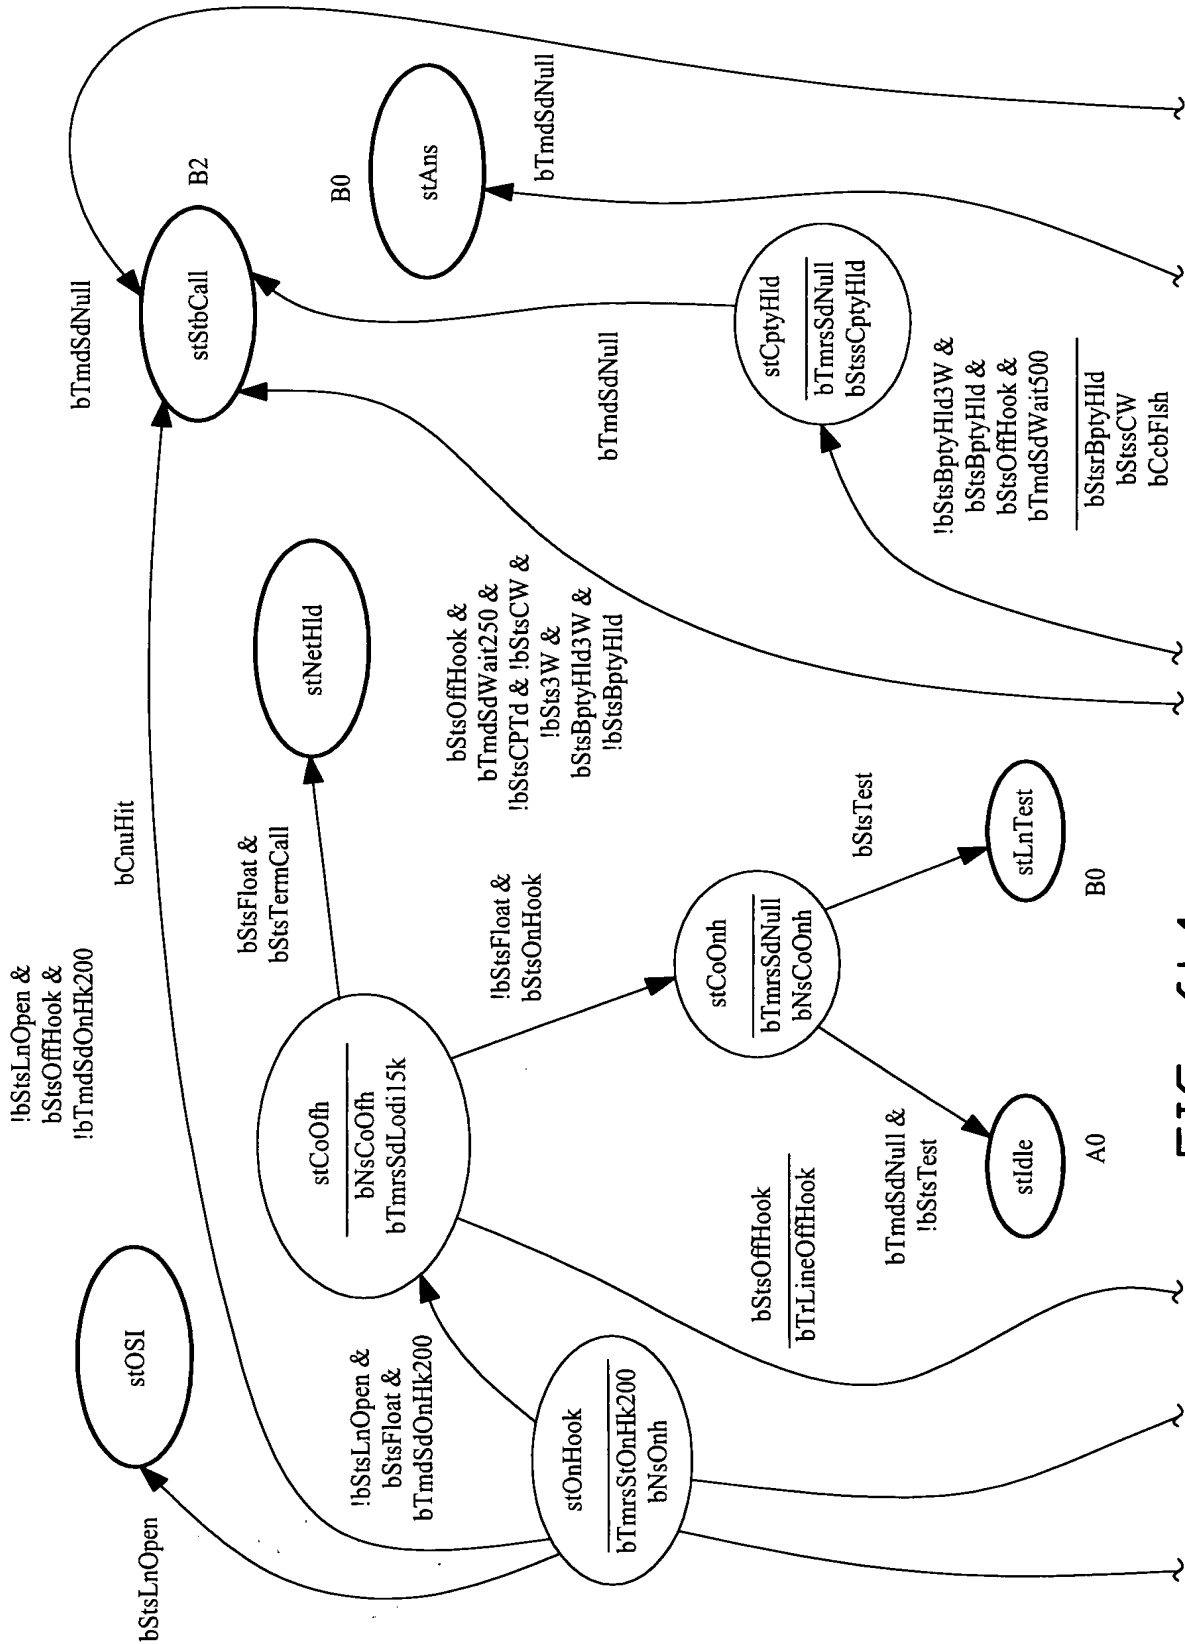 !bStsLnOpen &
bStsOffHook &
!bTmdSdOnHk200
bTmdSdNull
bCnuHit
stOSI
bStsLnOpen
stStbCall
B2
B0
stAns
bTmdSdNull
stNetHld
bStsFloat &
bStsTermCall
stCoOfh
bNsCoOfh
bTmrsSdLodi15k
!bStsLnOpen &
bStsFloat &
bTmdSdOnHk200
bStsOffHook &
bTmdSdWait250 &
!bStsCPTd & !bStsCW &
!bSts3W &
bStsBptyHld3W &
!bStsBptyHld
bTmdSdNull
!bStsFloat &
bStsOnHook
stOnHook
bTmrsStOnHk200
bNsOnh
stCoOnh
bTmrsSdNull
bNsCoOnh
stCptyHld
bTmrsSdNull
bStssCptyHld
bStsOffHook
bTrLineOffHook
bTmdSdNull &
!bStsTest
bStsTest
!bStsBptyHld3W &
bStsBptyHld &
bStsOffHook &
bTmdSdWait500
bStsrBptyHld
bStssCW
bCcbFlsh
stIdle
A0
stLnTest
B0